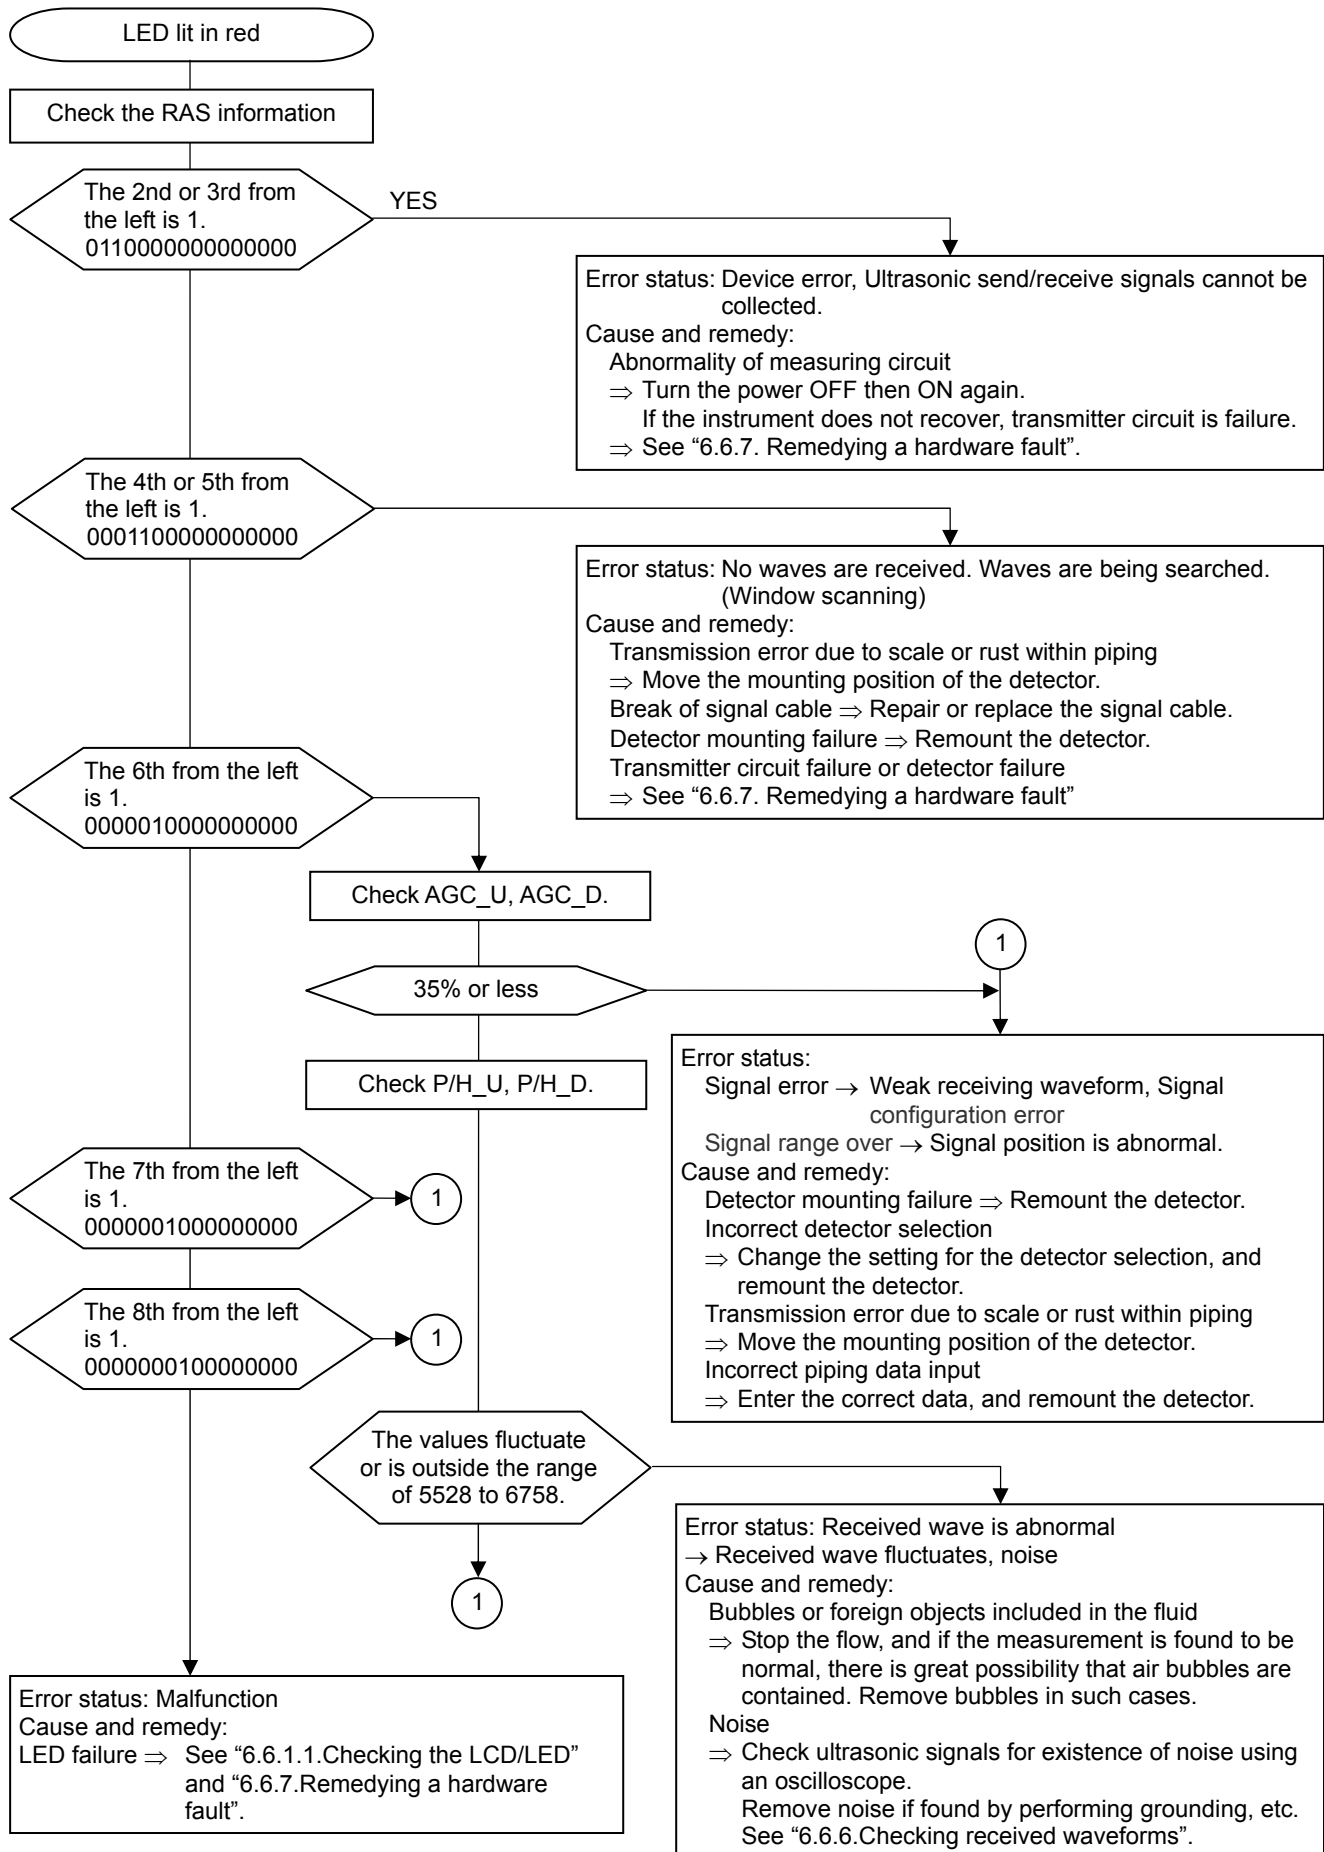 LED lit in red
Check the RAS information
The 2nd or 3rd from
the left is 1.
0110000000000000
YES
Error status: Device error, Ultrasonic send/receive signals cannot be
collected.
Cause and remedy:
Abnormality of measuring circuit
⇒ Turn the power OFF then ON again.
If the instrument does not recover, transmitter circuit is failure.
⇒ See “6.6.7. Remedying a hardware fault”.
The 4th or 5th from
the left is 1.
0001100000000000
Error status: No waves are received. Waves are being searched.
(Window scanning)
Cause and remedy:
Transmission error due to scale or rust within piping
⇒ Move the mounting position of the detector.
Break of signal cable ⇒ Repair or replace the signal cable.
Detector mounting failure ⇒ Remount the detector.
Transmitter circuit failure or detector failure
⇒ See “6.6.7. Remedying a hardware fault”
The 6th from the left
is 1.
0000010000000000
Check AGC_U, AGC_D.
35% or less
1
Check P/H_U, P/H_D.
Error status:
Signal error → Weak receiving waveform, Signal
configuration error
Signal range over → Signal position is abnormal.
Cause and remedy:
Detector mounting failure ⇒ Remount the detector.
Incorrect detector selection
⇒ Change the setting for the detector selection, and
remount the detector.
Transmission error due to scale or rust within piping
⇒ Move the mounting position of the detector.
Incorrect piping data input
⇒ Enter the correct data, and remount the detector.
The 7th from the left
is 1.
0000001000000000
1
The 8th from the left
is 1.
0000000100000000
1
The values fluctuate
or is outside the range
of 5528 to 6758.
1
Error status: Received wave is abnormal
→ Received wave fluctuates, noise
Cause and remedy:
Bubbles or foreign objects included in the fluid
⇒ Stop the flow, and if the measurement is found to be
normal, there is great possibility that air bubbles are
contained. Remove bubbles in such cases.
Noise
⇒ Check ultrasonic signals for existence of noise using
an oscilloscope.
Remove noise if found by performing grounding, etc.
See “6.6.6.Checking received waveforms”.
Error status: Malfunction
Cause and remedy:
LED failure ⇒ See “6.6.1.1.Checking the LCD/LED”
and “6.6.7.Remedying a hardware
fault”.